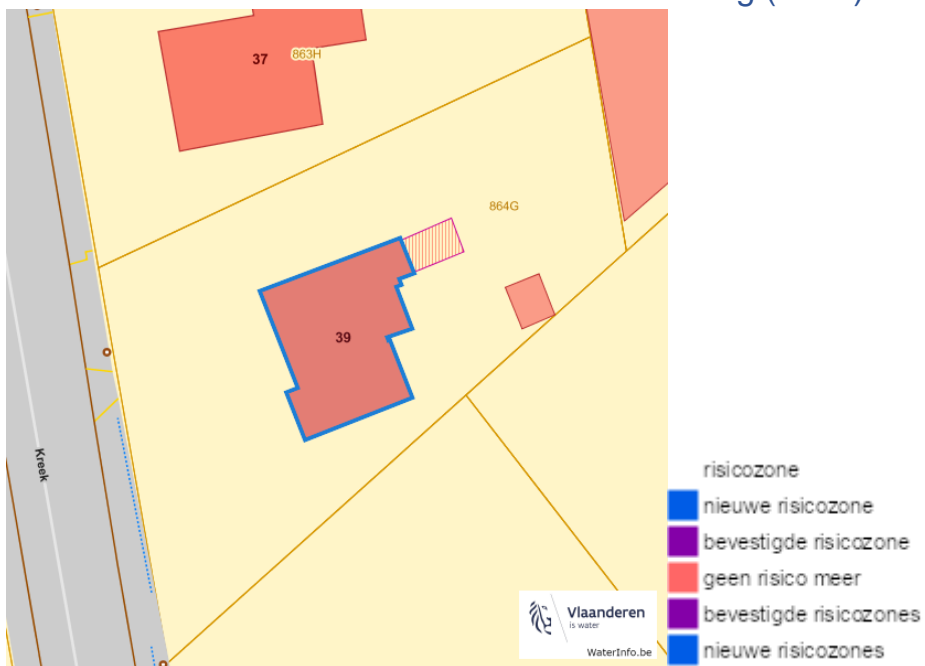 37
863H
864G
39
Kreek
Vlaanderen
is water
WaterInfo.be
risicozone
nieuwe risicozone
bevestigde risicozone
geen risico meer
bevestigde risicozones
nieuwe risicozones